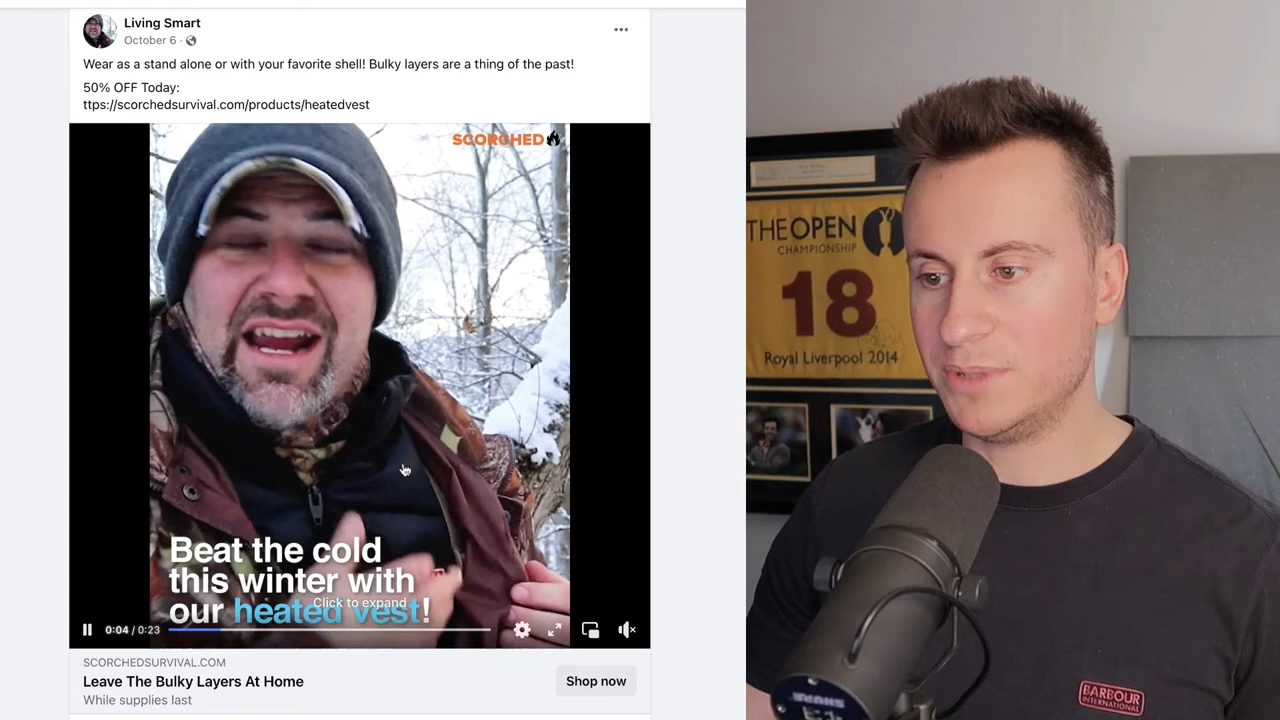 Living Smart
October 6
Wear as a stand alone or with your favorite shell! Bulky layers are a thing of the past!
50% OFF Today:
ttps://scorchedsurvival.com/products/heatedvest
SCORCHED
Beat the cold
this winter with
our heated vest!
Click to expand
0:04 / 0:23
SCORCHEDSURVIVAL.COM
Leave The Bulky Layers At Home
While supplies last
Shop now
THE OPEN
CHAMPIONSHIP
18
Royal Liverpool 2014
BARBOUR
INTERNATIONAL